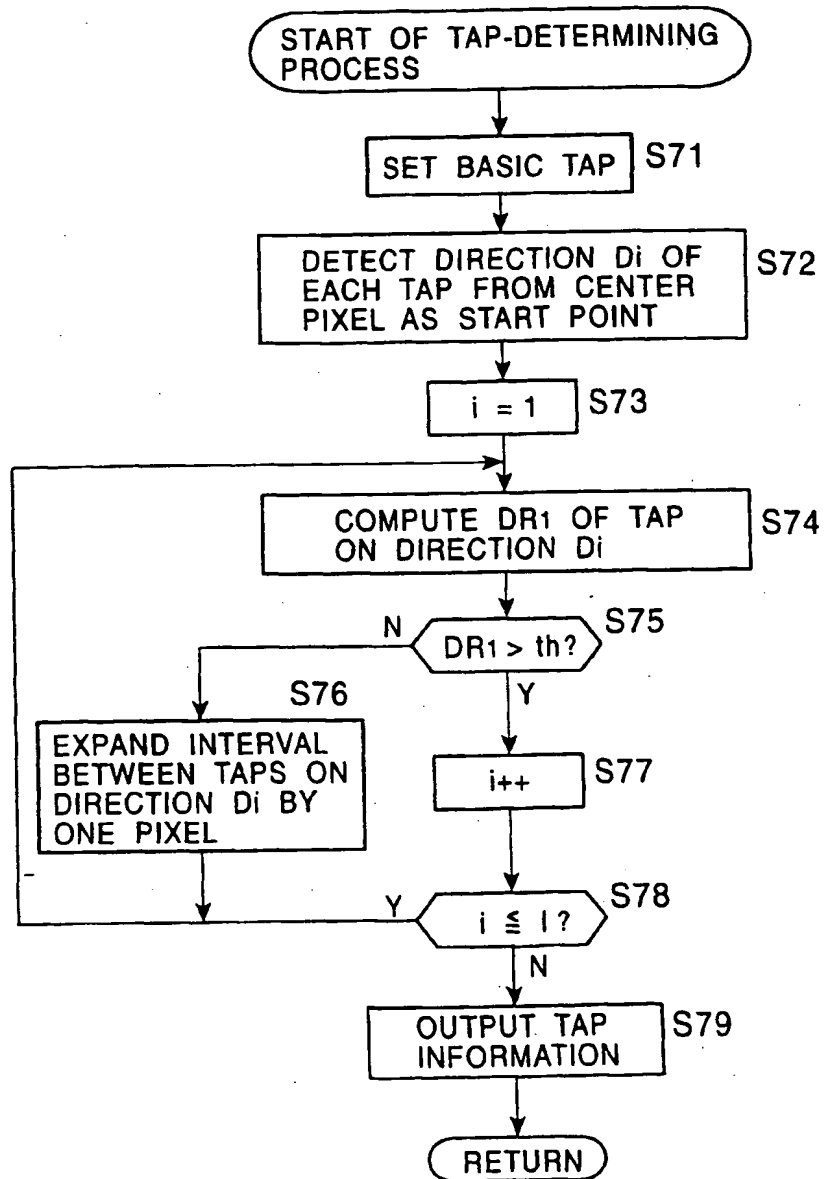 START OF TAP-DETERMINING
PROCESS
SET BASIC TAP
S71
DETECT DIRECTION Di OF
EACH TAP FROM CENTER
PIXEL AS START POINT
S72
i = 1
S73
COMPUTE DR1 OF TAP
ON DIRECTION Di
S74
DR1 > th?
S75
N
Y
S76
EXPAND INTERVAL
BETWEEN TAPS ON
DIRECTION Di BY
ONE PIXEL
i++
S77
i ≦ I ?
S78
Y
N
OUTPUT TAP
INFORMATION
S79
RETURN